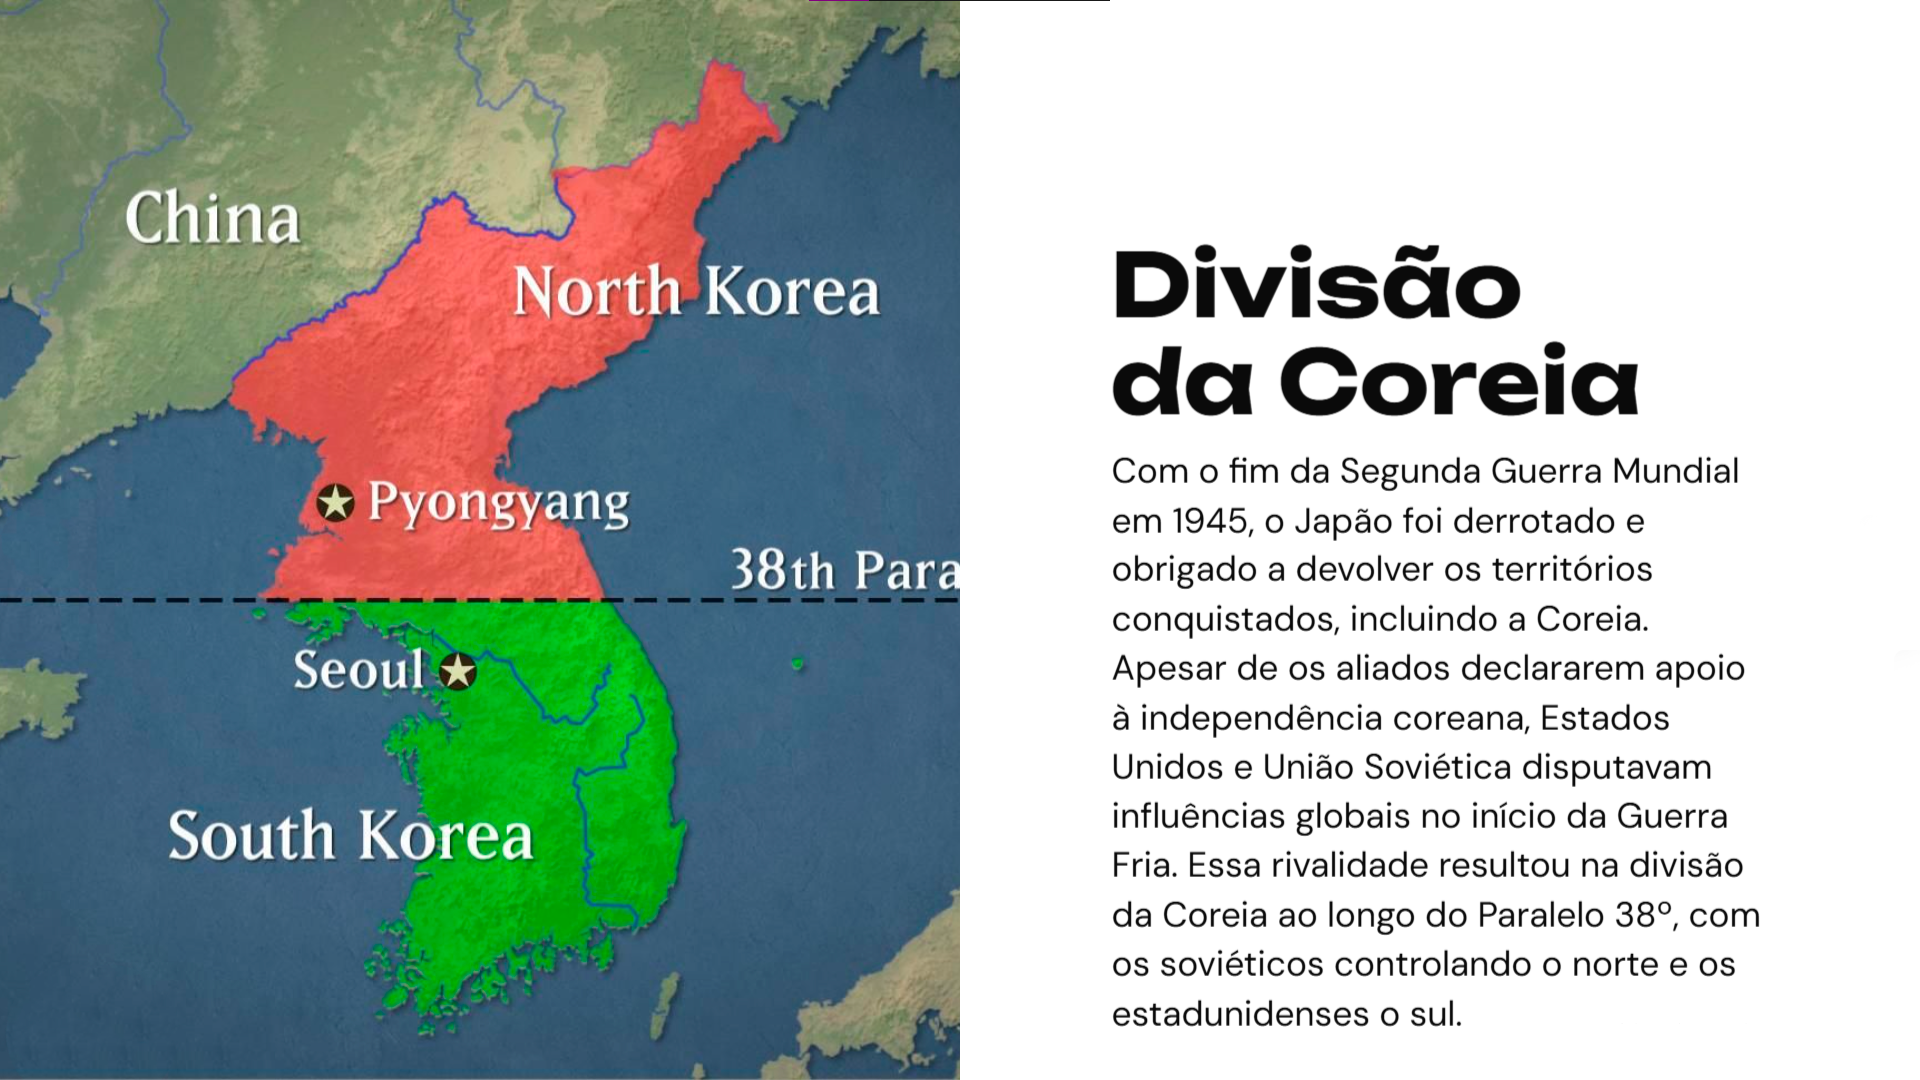 China
North Korea
Pyongyang
38th Para
Seoul
South Korea
Divisão
da Coreia
Com o fim da Segunda Guerra Mundial
em 1945, o Japão foi derrotado e
obrigado a devolver os territórios
conquistados, incluindo a Coreia.
Apesar de os aliados declararem apoio
à independência coreana, Estados
Unidos e União Soviética disputavam
influências globais no início da Guerra
Fria. Essa rivalidade resultou na divisão
da Coreia ao longo do Paralelo 38º, com
os soviéticos controlando o norte e os
estadunidenses o sul.